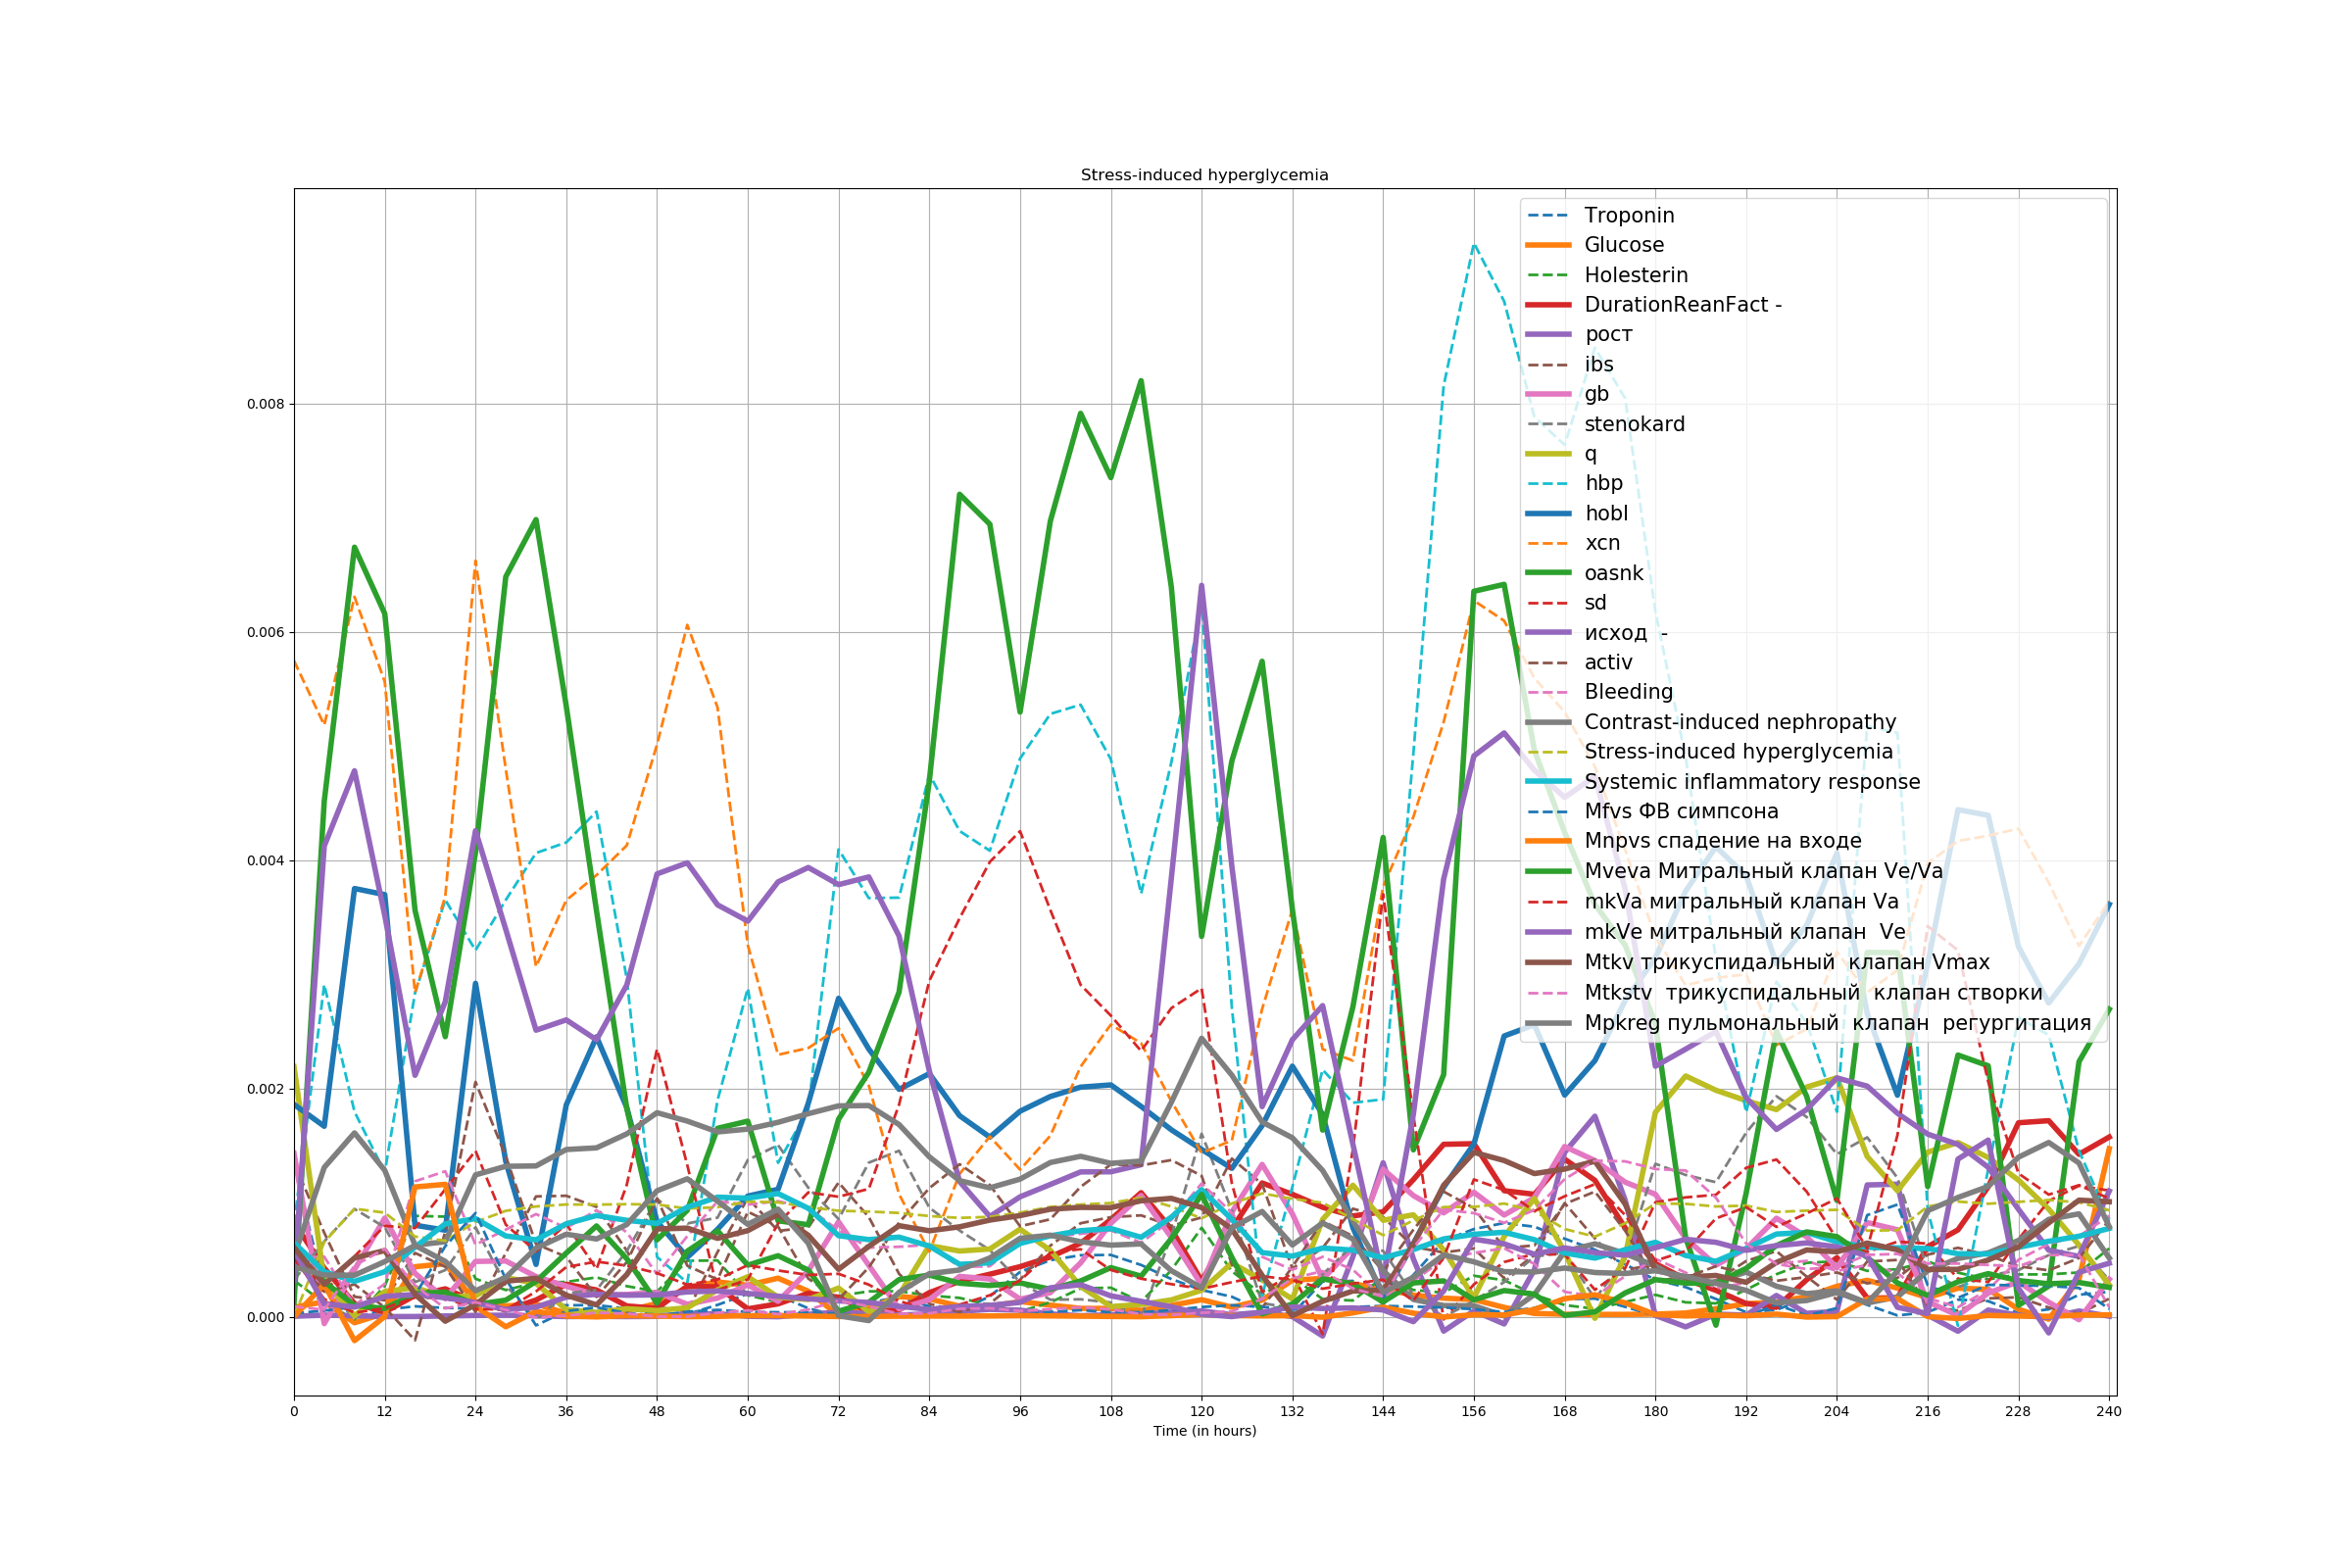 Stress-induced hyperglycemia
0.008
0.006
0.004
0.002
0.000
Troponin
Glucose
Holesterin
DurationReanFact -
рост
ibs
gb
stenokard
q
hbp
hobl
xcn
oasnk
sd
исход  -
activ
Bleeding
Contrast-induced nephropathy
Stress-induced hyperglycemia
Systemic inflammatory response
Mfvs ФВ симпсона
Mnpvs спадение на входе
Mveva Митральный клапан Ve/Va
mkVa митральный клапан Va
mkVe митральный клапан  Ve
Mtkv трикуспидальный  клапан Vmax
Mtkstv  трикуспидальный  клапан створки
Mpkreg пульмональный  клапан  регургитация
0 12 24 36 48 60 72 84 96 108 120 132 144 156 168 180 192 204 216 228 240
Time (in hours)